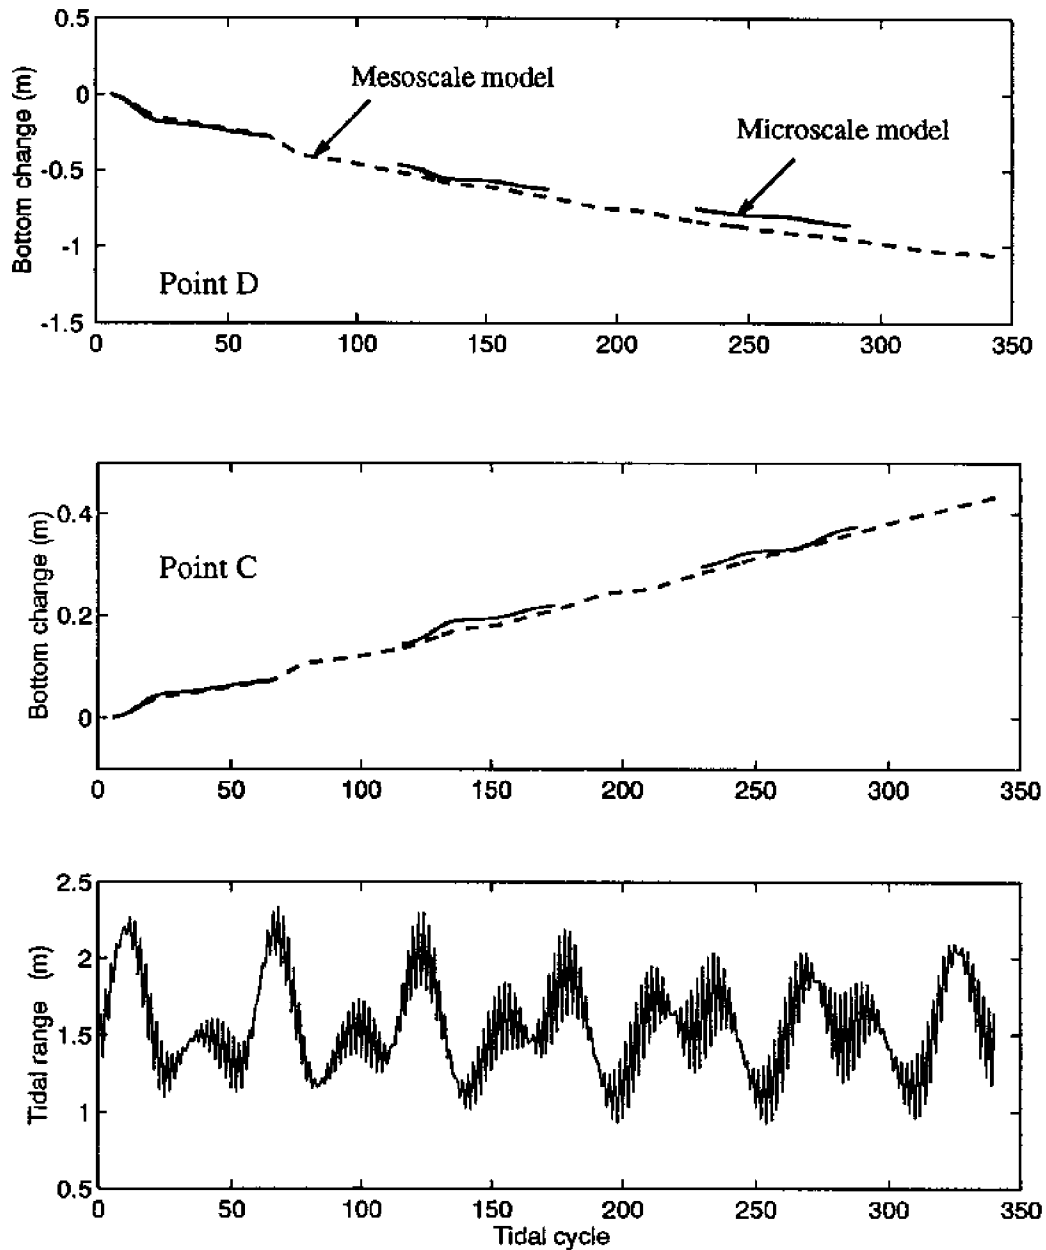 0.5
Mesoscale model
0
Microscale model
Bottom change (m)
-0.5
-1
Point D
-1.5
0 50 100 150 200 250 300 350
0.4
Point C
Bottom change (m)
0.2
0
0 50 100 150 200 250 300 350
2.5
2
Tidal range (m)
1.5
1
0.5
0 50 100 150 200 250 300 350
Tidal cycle